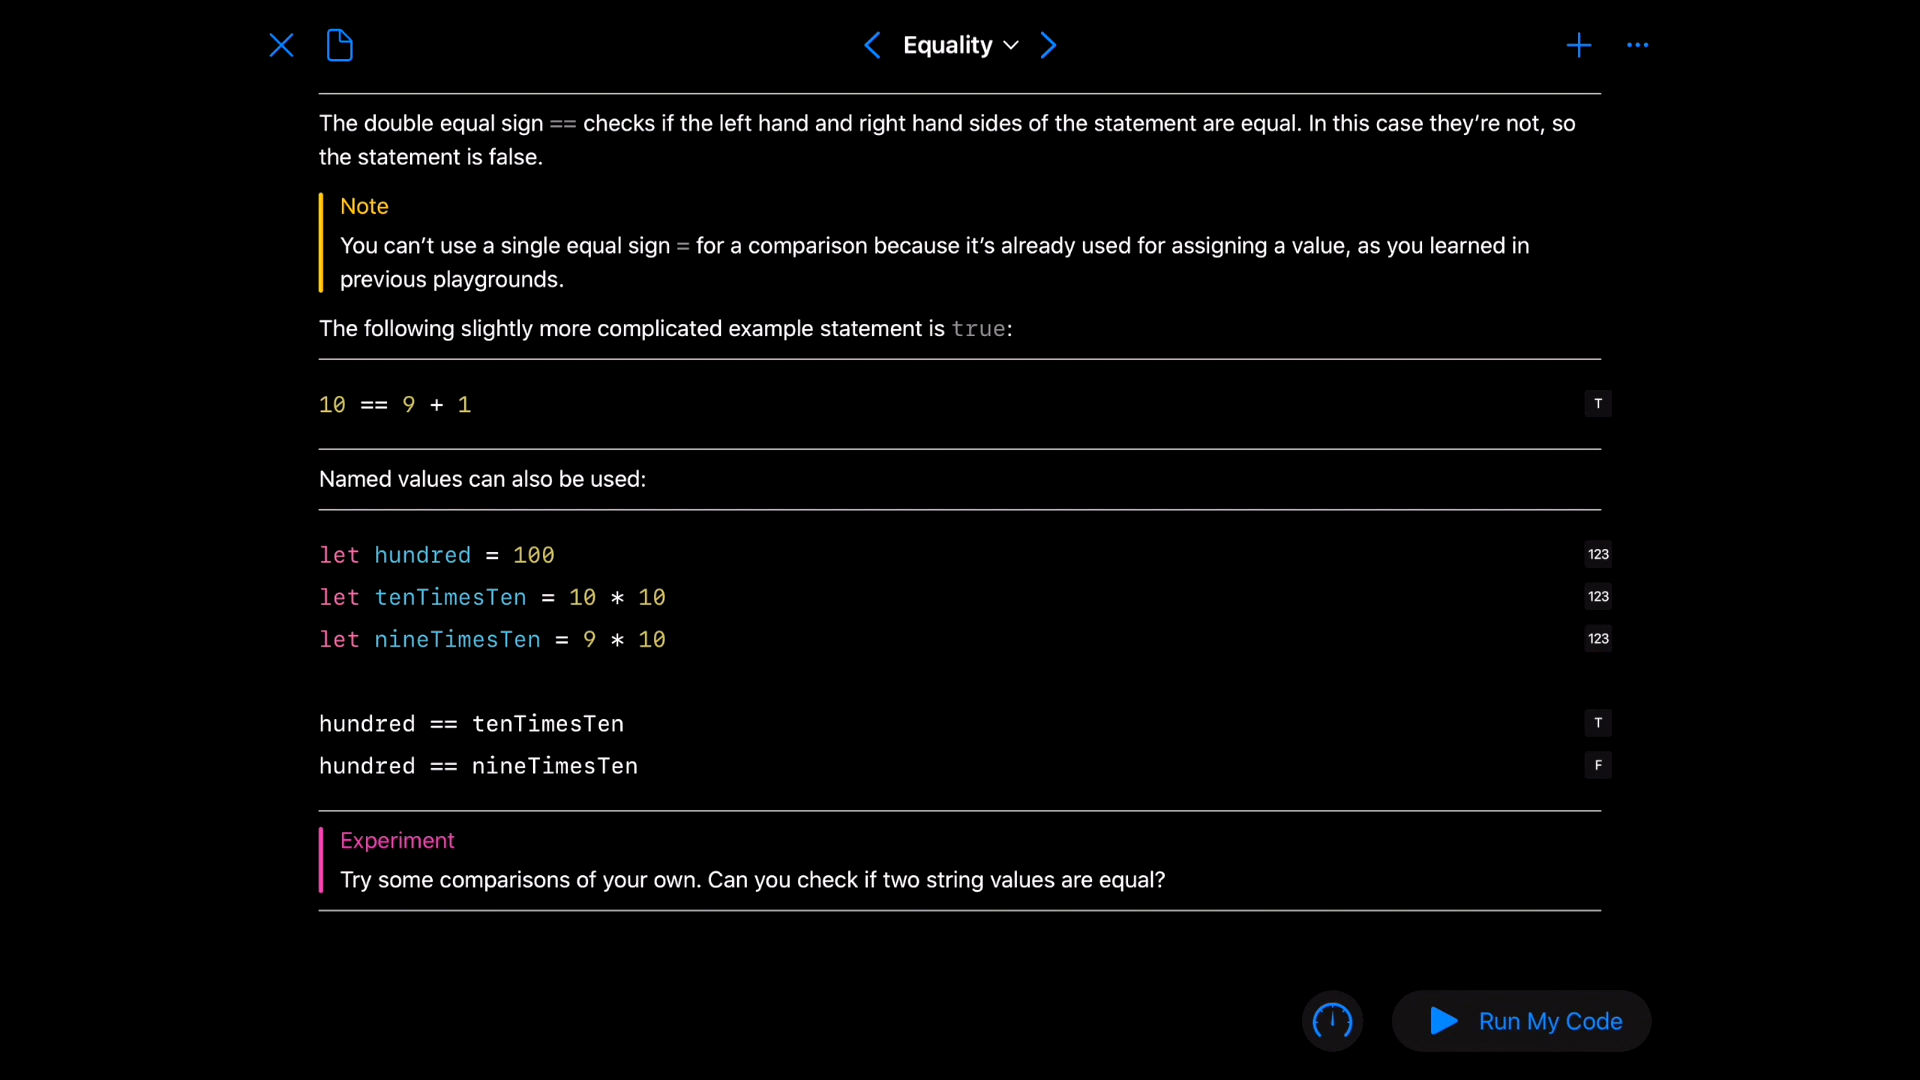 Equality
The double equal sign == checks if the left hand and right hand sides of the statement are equal. In this case they’re not, so
the statement is false.
Note
You can’t use a single equal sign = for a comparison because it’s already used for assigning a value, as you learned in
previous playgrounds.
The following slightly more complicated example statement is true:
10 == 9 + 1
T
Named values can also be used:
let hundred = 100
123
let tenTimesTen = 10 * 10
123
let nineTimesTen = 9 * 10
123
hundred == tenTimesTen
T
hundred == nineTimesTen
F
Experiment
Try some comparisons of your own. Can you check if two string values are equal?
Run My Code